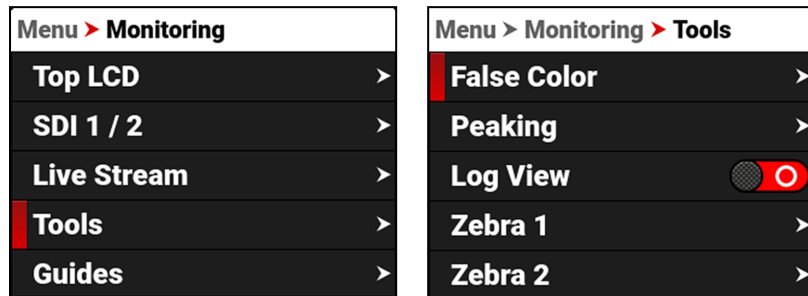 Menu > Monitoring
Top LCD
SDI 1 / 2
Live Stream
Tools
Guides
Menu > Monitoring > Tools
False Color
Peaking
Log View
Zebra 1
Zebra 2